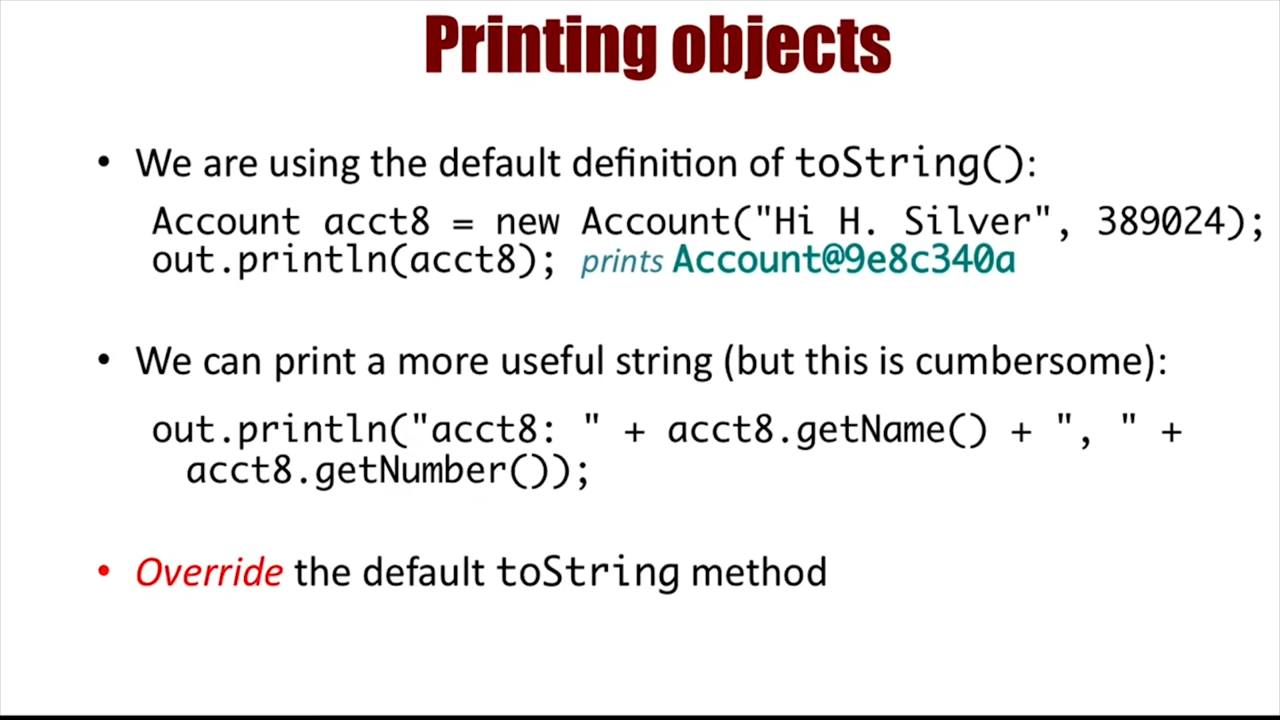 Printing objects
• We are using the default definition of toString():
Account acct8 = new Account("Hi H. Silver", 389024);
out.println(acct8); prints Account@9e8c340a
• We can print a more useful string (but this is cumbersome):
out.println("acct8: " + acct8.getName() + ", " +
acct8.getNumber());
• Override the default toString method